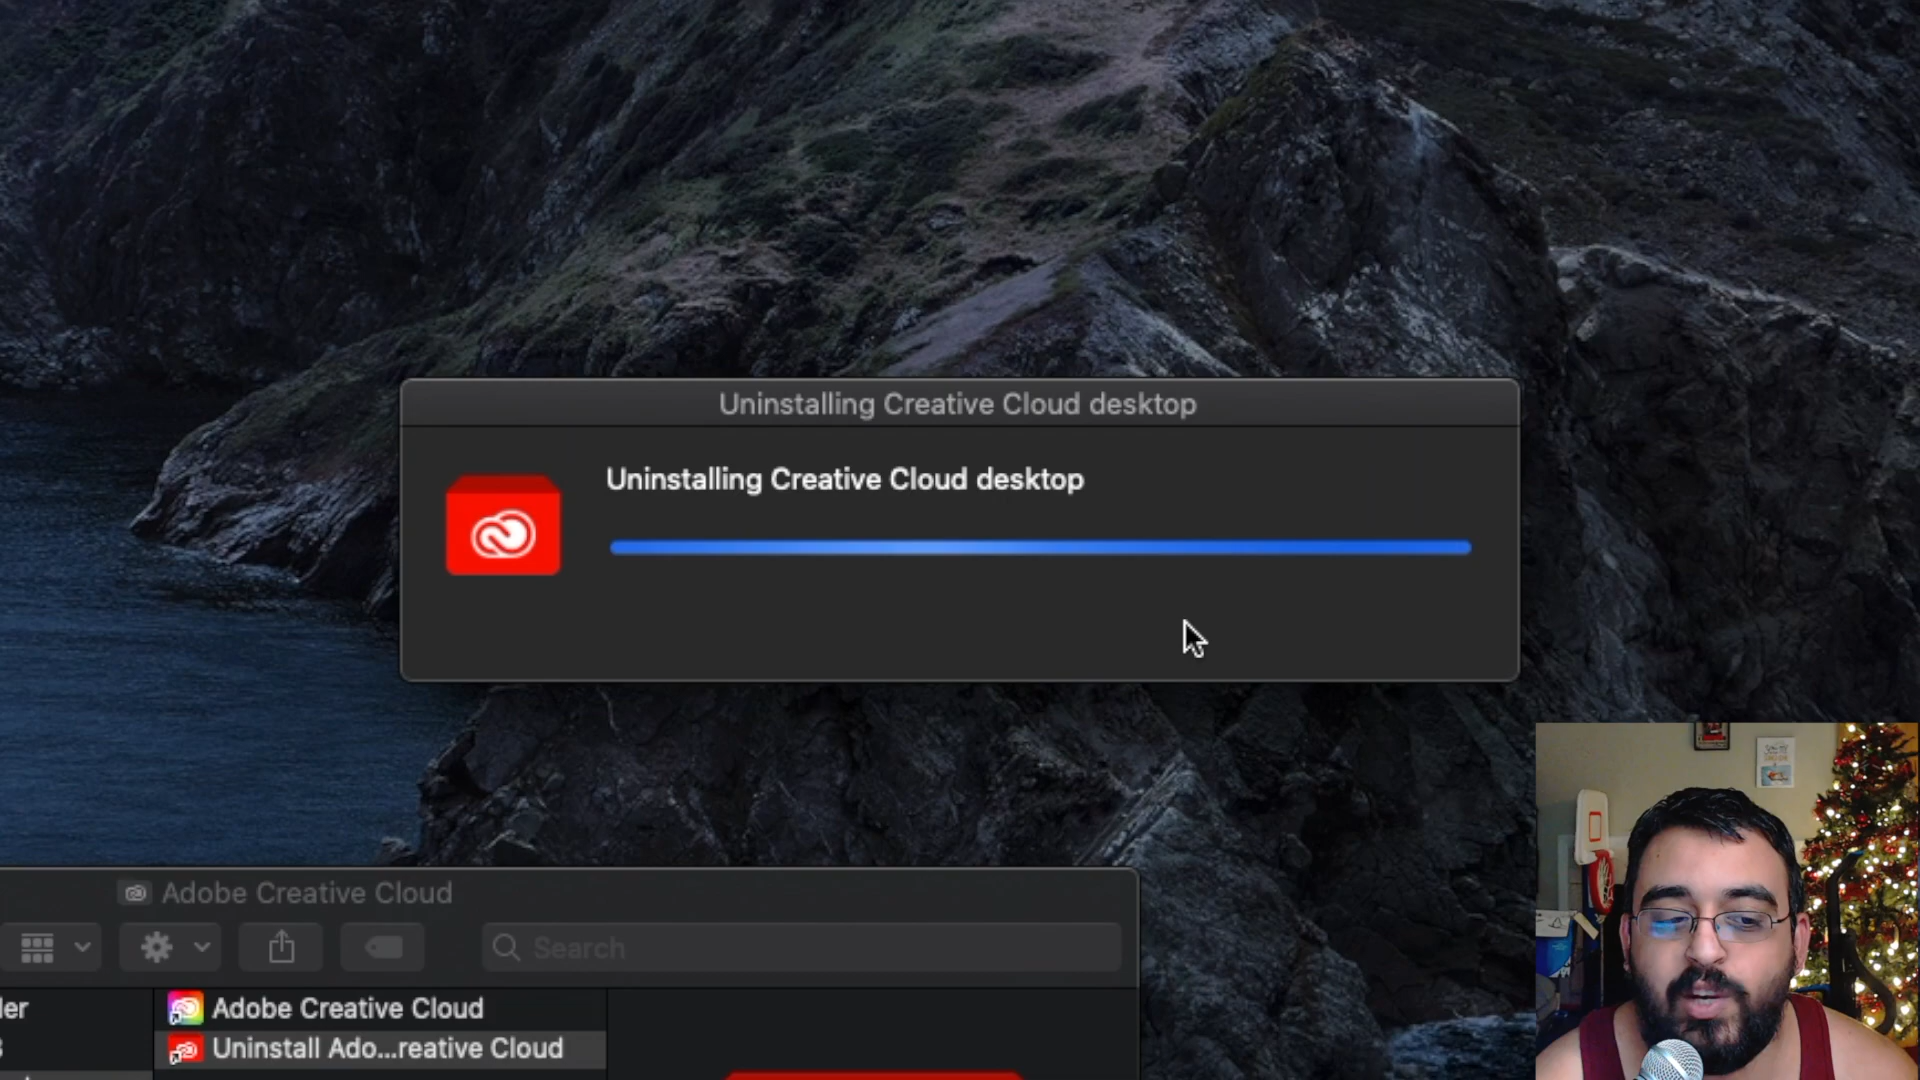 Uninstalling Creative Cloud desktop
Uninstalling Creative Cloud desktop
Adobe Creative Cloud
Search
ler
Adobe Creative Cloud
Uninstall Ado...reative Cloud